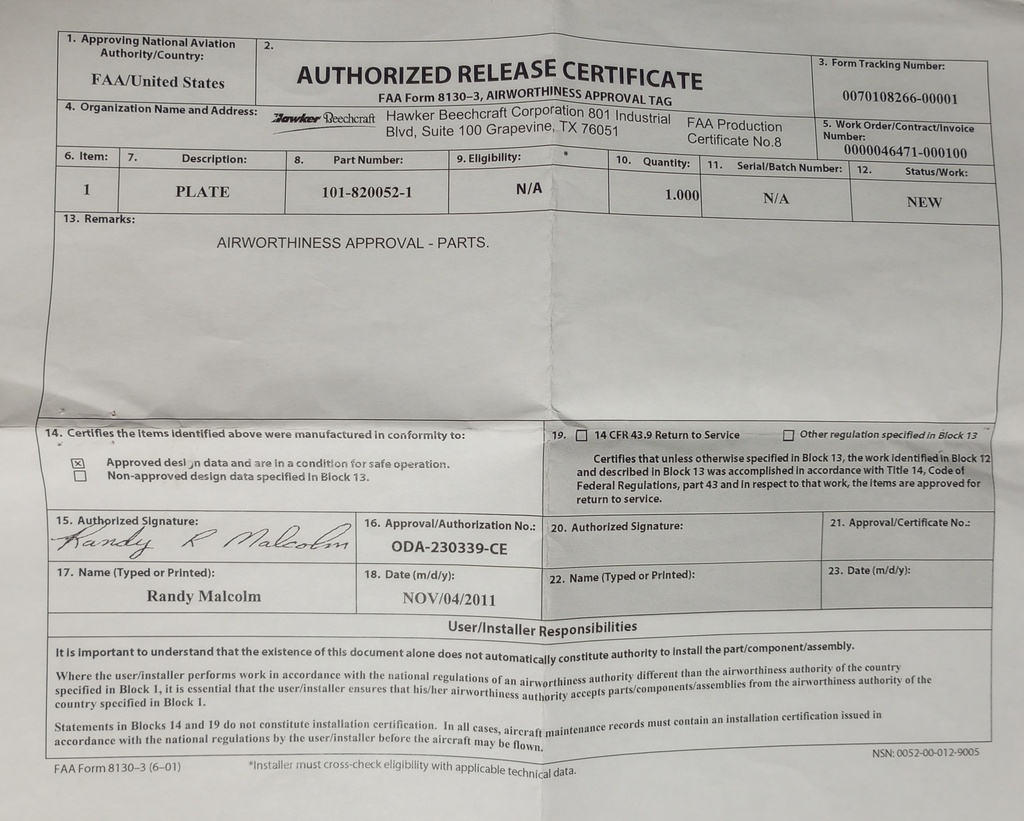 1. Approving National Aviation Authority/Country:
FAA/United States
2.
AUTHORIZED RELEASE CERTIFICATE
FAA Form 8130–3, AIRWORTHINESS APPROVAL TAG
3. Form Tracking Number:
0070108266-00001
4. Organization Name and Address:
Hawker Beechcraft
Hawker Beechcraft Corporation 801 Industrial
Blvd, Suite 100 Grapevine, TX 76051
FAA Production
Certificate No.8
5. Work Order/Contract/Invoice
Number:
0000046471-000100
6. Item: 7. Description: 8. Part Number: 9. Eligibility: * 10. Quantity: 11. Serial/Batch Number: 12. Status/Work:
1 PLATE 101-820052-1 N/A 1.000 N/A NEW
13. Remarks:
AIRWORTHINESS APPROVAL - PARTS.
14. Certifies the items identified above were manufactured in conformity to:
☒ Approved design data and are in a condition for safe operation.
☐ Non-approved design data specified in Block 13.
19. ☐ 14 CFR 43.9 Return to Service ☐ Other regulation specified in Block 13
Certifies that unless otherwise specified in Block 13, the work identified in Block 12
and described in Block 13 was accomplished in accordance with Title 14, Code of
Federal Regulations, part 43 and in respect to that work, the items are approved for
return to service.
15. Authorized Signature:
Randy R Malcolm
16. Approval/Authorization No.:
ODA-230339-CE
20. Authorized Signature:
21. Approval/Certificate No.:
17. Name (Typed or Printed):
Randy Malcolm
18. Date (m/d/y):
NOV/04/2011
22. Name (Typed or Printed):
23. Date (m/d/y):
User/Installer Responsibilities
It is important to understand that the existence of this document alone does not automatically constitute authority to install the part/component/assembly.
Where the user/installer performs work in accordance with the national regulations of an airworthiness authority different than the airworthiness authority of the country
specified in Block 1, it is essential that the user/installer ensures that his/her airworthiness authority accepts parts/components/assemblies from the airworthiness authority of the
country specified in Block 1.
Statements in Blocks 14 and 19 do not constitute installation certification. In all cases, aircraft maintenance records must contain an installation certification issued in
accordance with the national regulations by the user/installer before the aircraft may be flown.
FAA Form 8130–3 (6–01)
*Installer must cross-check eligibility with applicable technical data.
NSN: 0052-00-012-9005